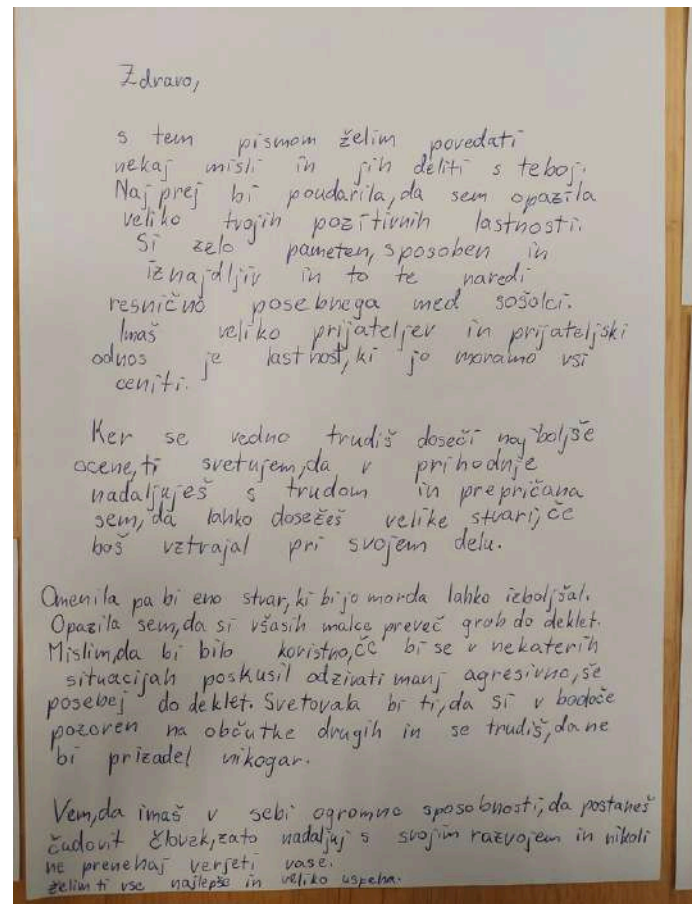 Zdravo,
s tem pismom želim povedati
nekaj misli in jih deliti s teboj.
Naj prej bi poudarila, da sem opazila
veliko tvojih pozitivnih lastnosti.
Si zelo pameten, sposoben in
iznajdljiv in to te naredi
resnično posebnega med sošolci.
Imaš veliko prijateljev in prijateljski
odnos je lastnost, ki jo moramo vsi
ceniti.
Ker se vedno trudiš doseči najboljše
ocene, ti svetujem, da v prihodnje
nadaljuješ s trudom in prepričana
sem, da lahko dosežeš velike stvari, če
boš vztrajal pri svojem delu.
Omenila pa bi eno stvar, ki bi jo morda lahko izboljšal.
Opazila sem, da si včasih malce preveč grob do deklet.
Mislim, da bi bilo koristno, če bi se v nekaterih
situacijah poskusil odzivati manj agresivno, še
posebej do deklet. Svetovala bi ti, da si v bodoče
pozoren na občutke drugih in se trudiš, da ne
bi prizadel nikogar.
Vem, da imaš v sebi ogromno sposobnosti, da postaneš
čudovit človek, zato nadaljuj s svojim razvojem in nikoli
ne prenehaj verjeti vase.
želim ti vse najlepše in veliko uspeha.